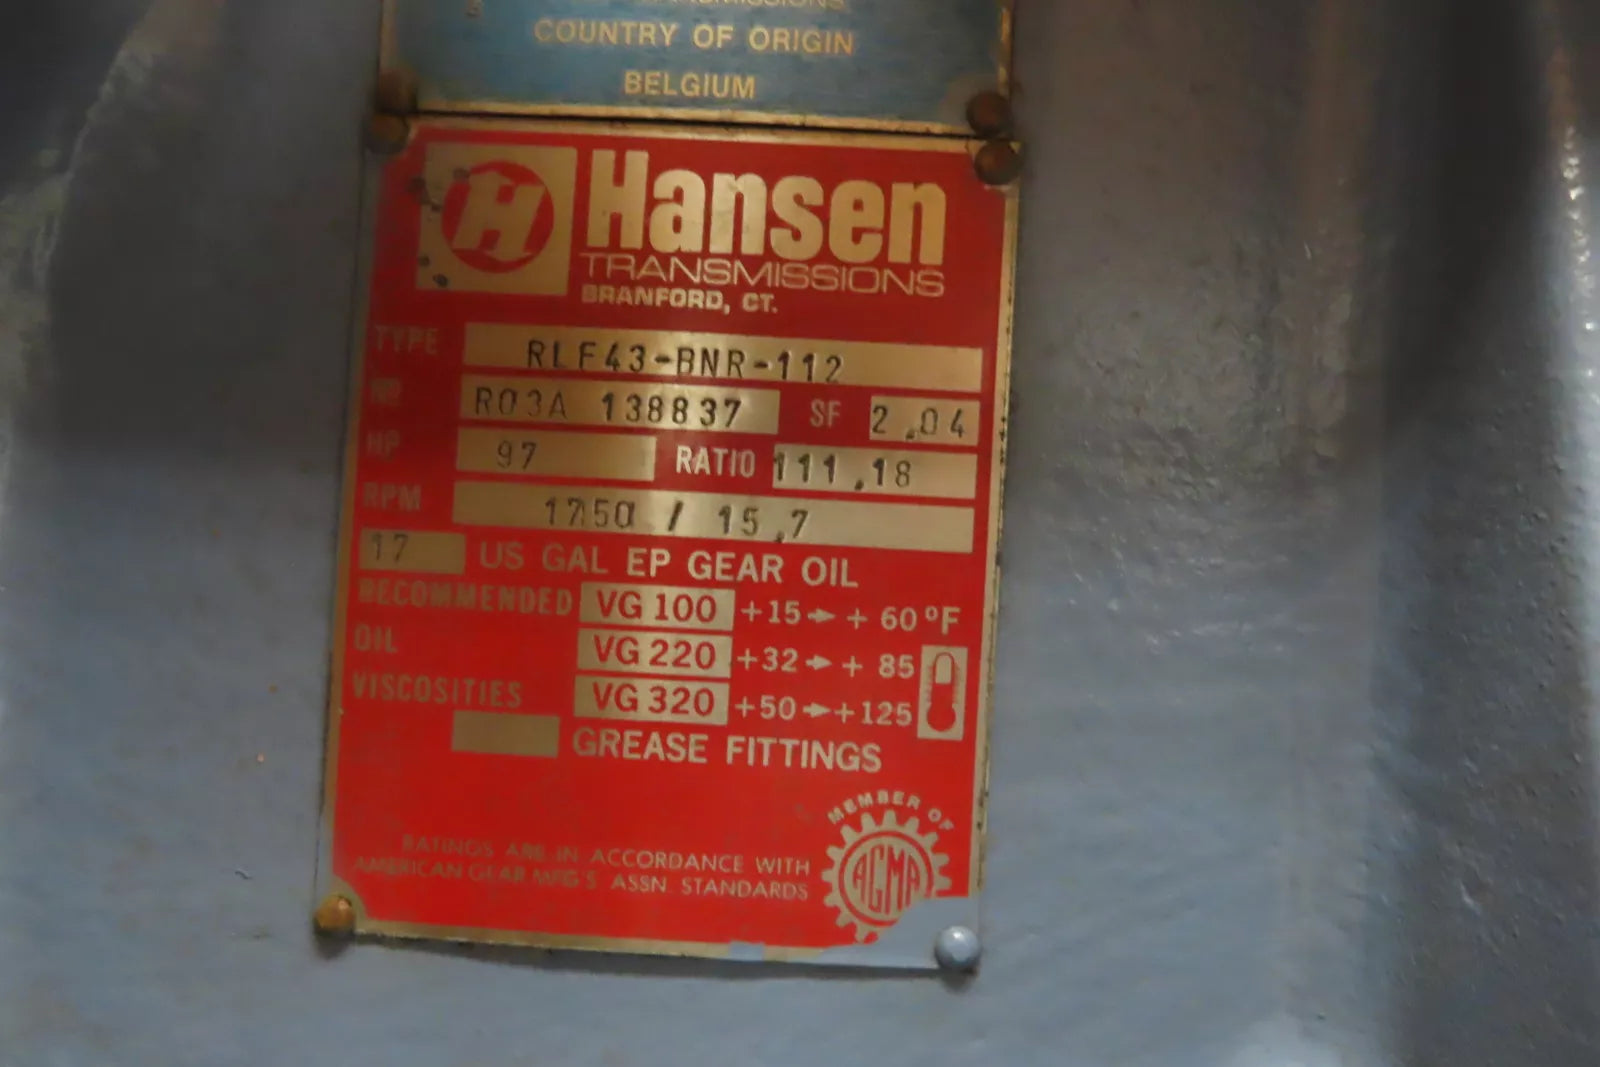 TRANSMISSIONS
COUNTRY OF ORIGIN
BELGIUM
H Hansen
TRANSMISSIONS
BRANFORD, CT.
TYPE RLF43-BNR-112
NO R03A 138837 SF 2.04
HP 97 RATIO 111.18
RPM 1750 / 15.7
17 US GAL EP GEAR OIL
RECOMMENDED VG 100 +15→ + 60ºF
OIL VG 220 +32→ + 85
VISCOSITIES VG 320 +50→+125
GREASE FITTINGS
MEMBER OF
AGMA
RATINGS ARE IN ACCORDANCE WITH
AMERICAN GEAR MFG'S. ASSN. STANDARDS